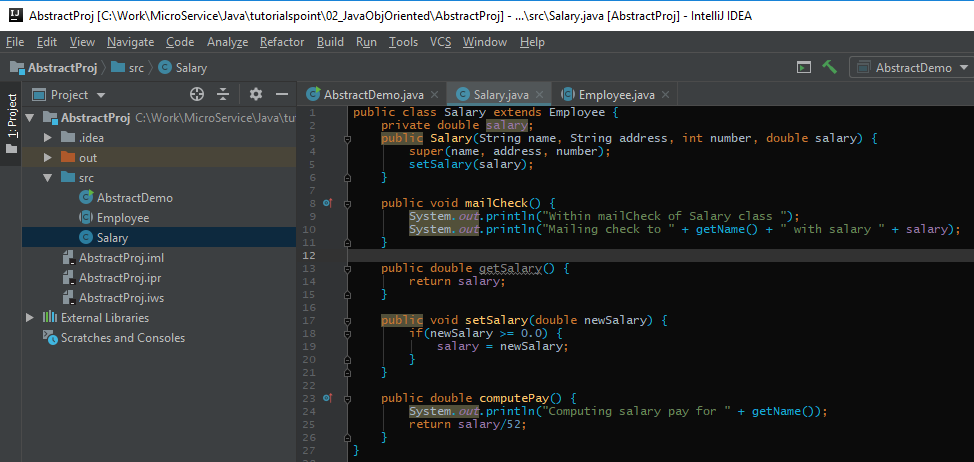 AbstractProj [C:\Work\MicroService\Java\tutorialspoint\02_JavaObjOriented\AbstractProj] - ...\src\Salary.java [AbstractProj] - IntelliJ IDEA
File Edit View Navigate Code Analyze Refactor Build Run Tools VCS Window Help
AbstractProj src Salary AbstractDemo
1: Project
Project
AbstractProj C:\Work\MicroService\Java\tu
.idea
out
src
AbstractDemo
Employee
Salary
AbstractProj.iml
AbstractProj.ipr
AbstractProj.iws
External Libraries
Scratches and Consoles
AbstractDemo.java Salary.java Employee.java
1 public class Salary extends Employee {
2 private double salary;
3 public Salary(String name, String address, int number, double salary) {
4 super(name, address, number);
5 setSalary(salary);
6 }
7
8 public void mailCheck() {
9 System.out.println("Within mailCheck of Salary class ");
10 System.out.println("Mailing check to " + getName() + " with salary " + salary);
11 }
12
13 public double getSalary() {
14 return salary;
15 }
16
17 public void setSalary(double newSalary) {
18 if(newSalary >= 0.0) {
19 salary = newSalary;
20 }
21 }
22
23 public double computePay() {
24 System.out.println("Computing salary pay for " + getName());
25 return salary/52;
26 }
27 }